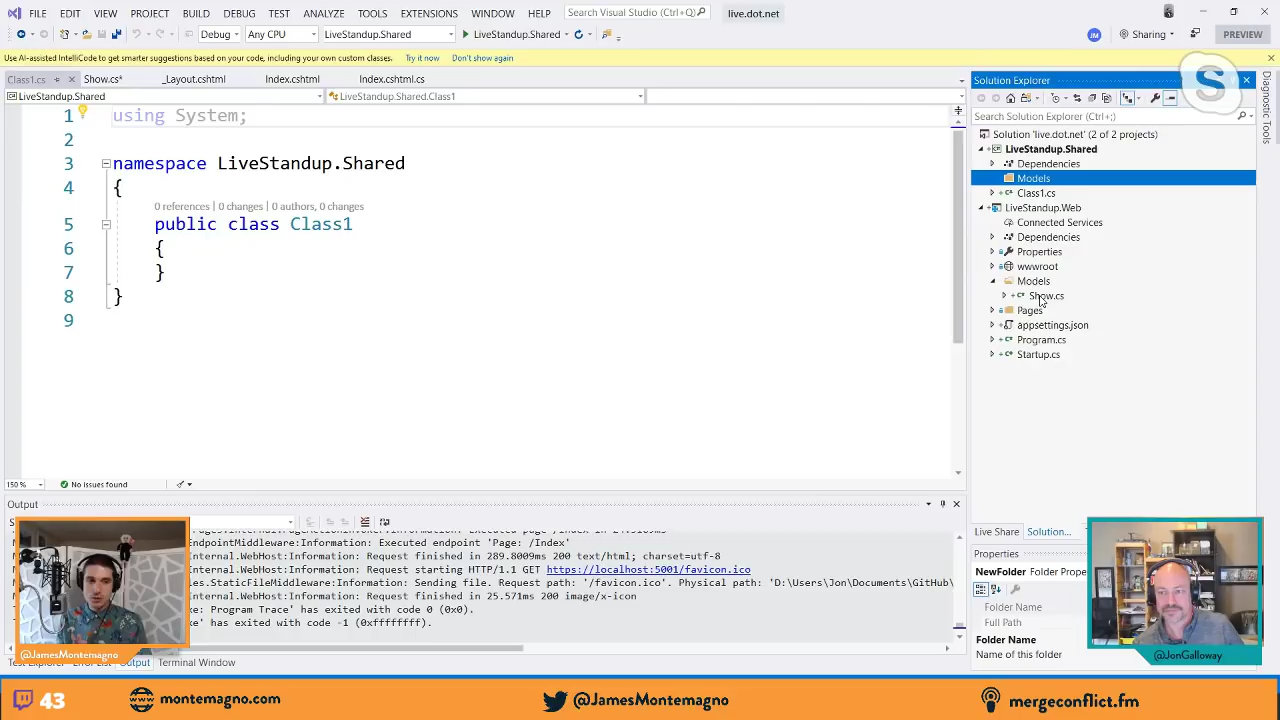 FILE EDIT VIEW PROJECT BUILD DEBUG TEST ANALYZE TOOLS EXTENSIONS WINDOW HELP Search Visual Studio (Ctrl+Q) live.dot.net
Debug Any CPU LiveStandup.Shared LiveStandup.Shared JM Sharing PREVIEW
Use AI-assisted IntelliCode to get smarter suggestions based on your code, including your own custom classes. Try it now Don't show again
Class1.cs Show.cs* _Layout.cshtml Index.cshtml Index.cshtml.cs
LiveStandup.Shared LiveStandup.Shared.Class1
1 using System;
2
3 namespace LiveStandup.Shared
4 {
0 references | 0 changes | 0 authors, 0 changes
5 public class Class1
6 {
7 }
8 }
9
150 % No issues found
Solution Explorer
Search Solution Explorer (Ctrl+;)
Solution 'live.dot.net' (2 of 2 projects)
LiveStandup.Shared
Dependencies
Models
Class1.cs
LiveStandup.Web
Connected Services
Dependencies
Properties
wwwroot
Models
Show.cs
Pages
appsettings.json
Program.cs
Startup.cs
Diagnostic Tools
Live Share Solution...
Properties
NewFolder Folder Prope
Folder Name
Full Path
Folder Name
Name of this folder
Output
EndpointMiddleware:Information: Executed endpoint '/Index'
nternal.WebHost:Information: Request finished in 289.8009ms 200 text/html; charset=utf-8
nternal.WebHost:Information: Request starting HTTP/1.1 GET https://localhost:5001/favicon.ico
es.StaticFileMiddleware:Information: Sending file. Request path: '/favicon.ico'. Physical path: 'D:\Users\Jon\Documents\GitHub\
nternal.WebHost:Information: Request finished in 25.571ms 200 image/x-icon
e: Program Trace' has exited with code 0 (0x0).
ke' has exited with code -1 (0xffffffff).
Output Terminal Window
@JamesMontemagno
@JonGalloway
43 montemagno.com @JamesMontemagno mergeconflict.fm